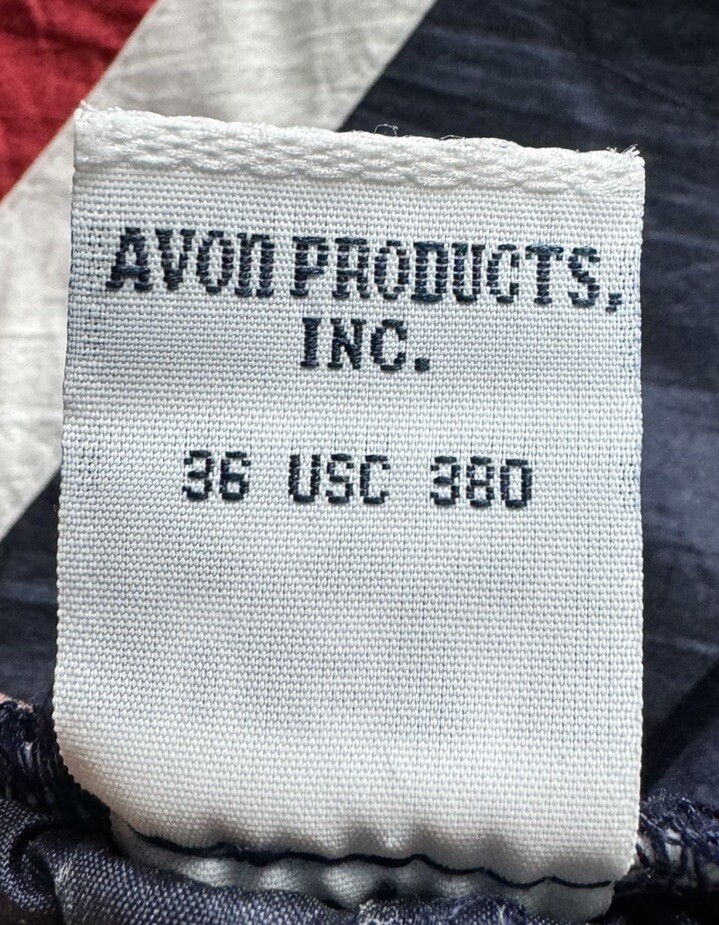 AVON PRODUCTS,
INC.
36 USC 380